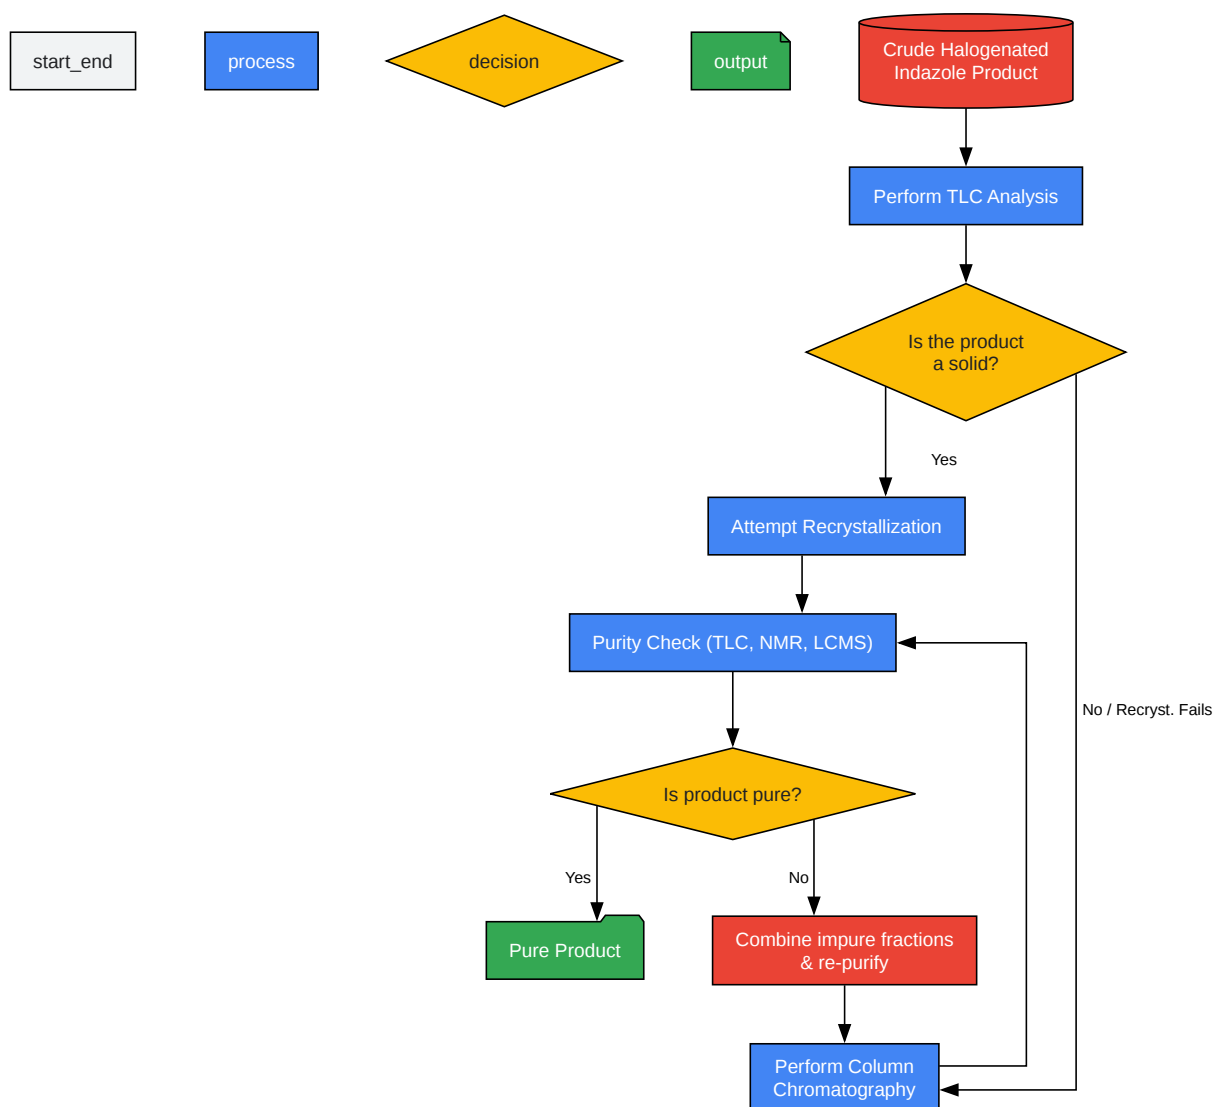 start_end
process
decision
output
Crude Halogenated
Indazole Product
Perform TLC Analysis
Is the product
a solid?
Yes
Attempt Recrystallization
Purity Check (TLC, NMR, LCMS)
No / Recryst. Fails
Is product pure?
Yes
No
Pure Product
Combine impure fractions
& re-purify
Perform Column
Chromatography